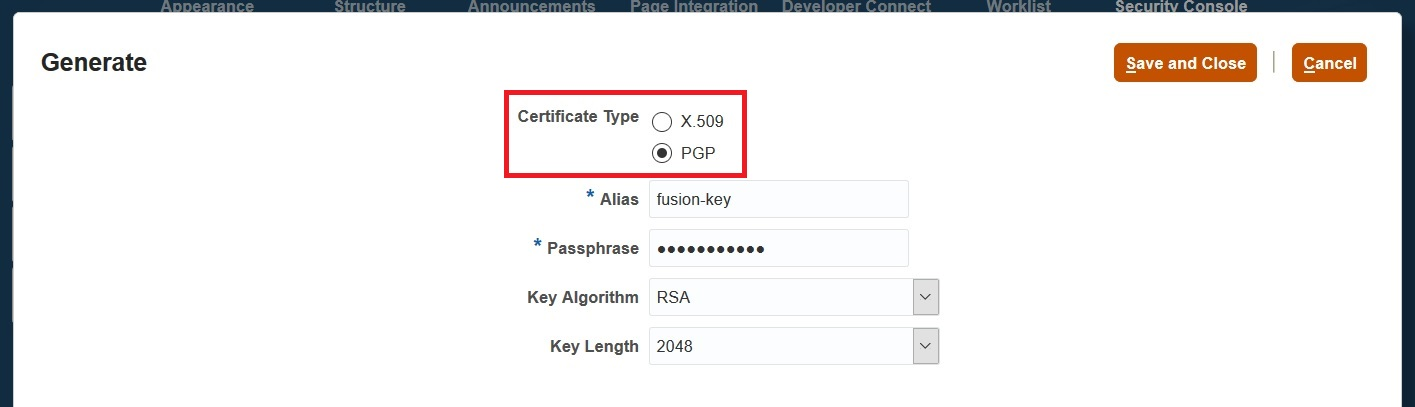 Appearance Structure Announcements Page Integration Developer Connect Worklist Security Console
Generate
Save and Close | Cancel
Certificate Type
X.509
PGP
* Alias fusion-key
* Passphrase •••••••••••
Key Algorithm RSA
Key Length 2048